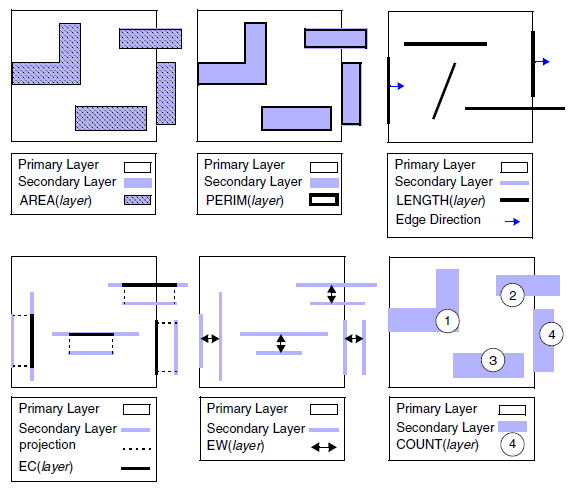 Primary Layer
Secondary Layer
AREA(layer)
Primary Layer
Secondary Layer
PERIM(layer)
Primary Layer
Secondary Layer
LENGTH(layer)
Edge Direction
1
2
3
4
Primary Layer
Secondary Layer
projection
EC(layer)
Primary Layer
Secondary Layer
EW(layer)
Primary Layer
Secondary Layer
COUNT(layer)
4